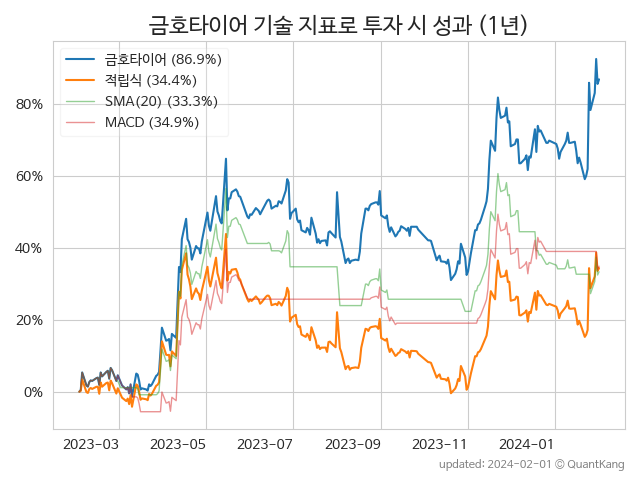 금호타이어 기술 지표로 투자 시 성과 (1년)
금호타이어 (86.9%)
적립식 (34.4%)
SMA(20) (33.3%)
MACD (34.9%)
80%
60%
40%
20%
0%
2023-03 2023-05 2023-07 2023-09 2023-11 2024-01
updated: 2024-02-01 © QuantKang